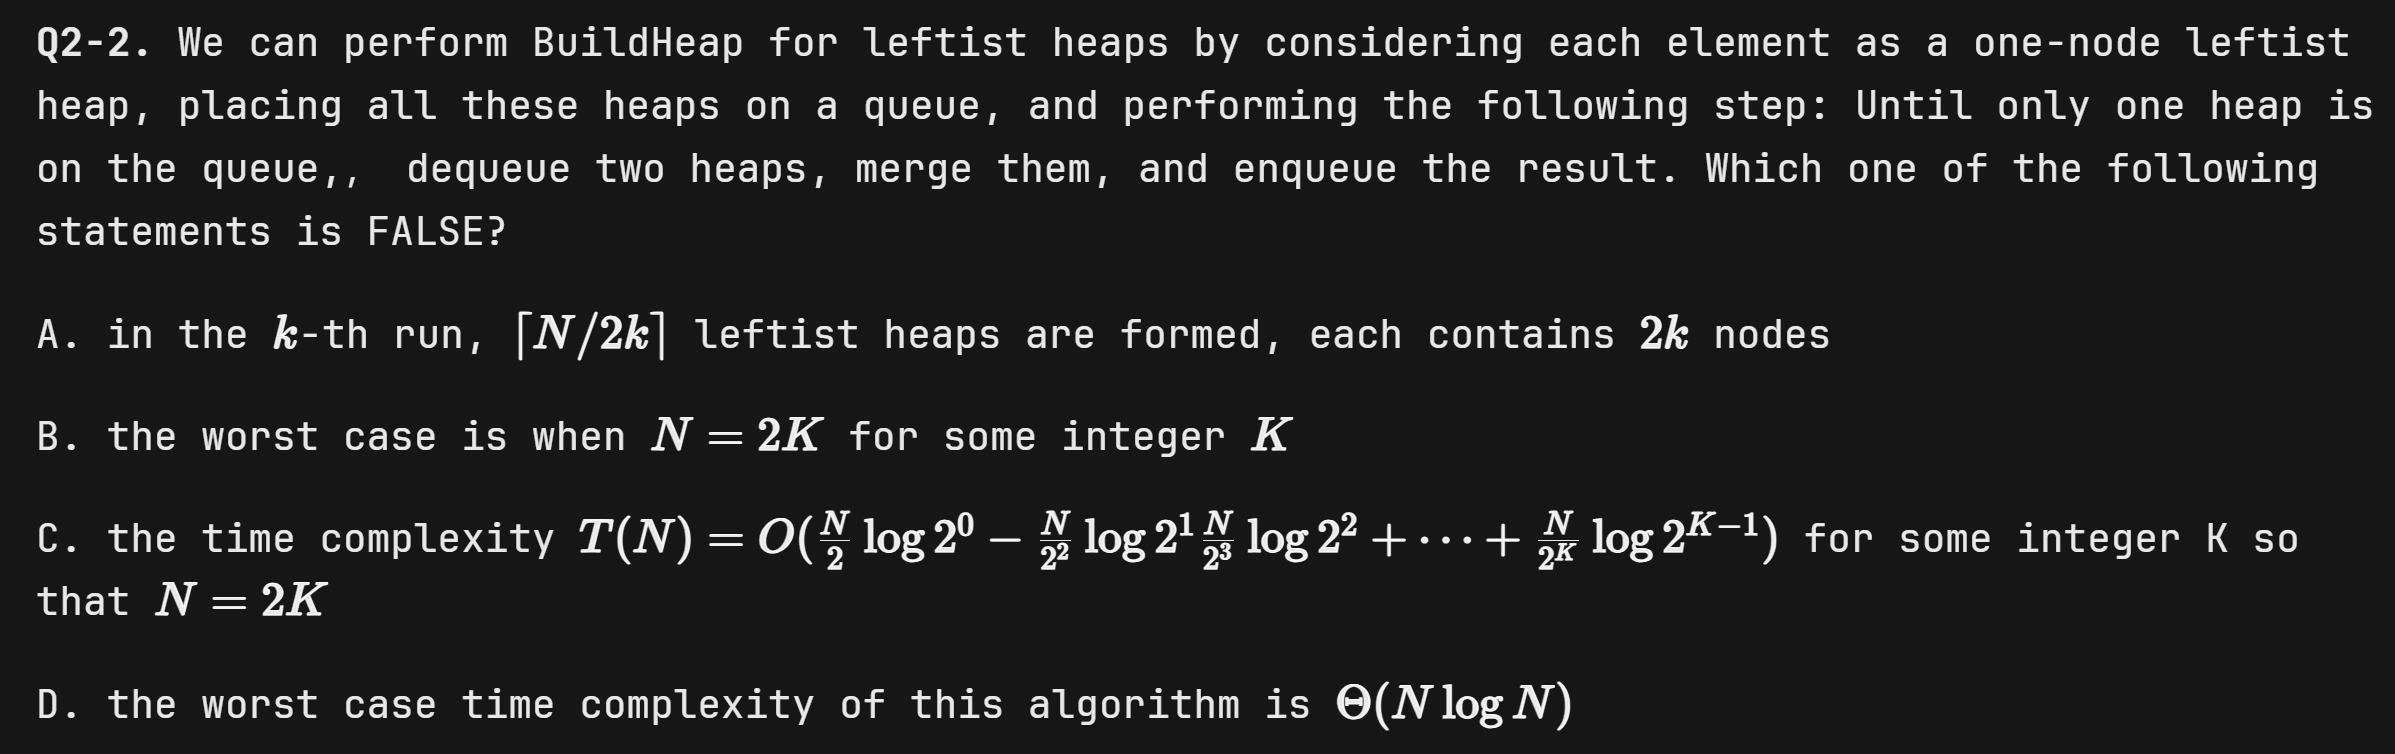 Q2-2. We can perform BuildHeap for leftist heaps by considering each element as a one-node leftist
heap, placing all these heaps on a queue, and performing the following step: Until only one heap is
on the queue,, dequeue two heaps, merge them, and enqueue the result. Which one of the following
statements is FALSE?
A. in the k-th run, ⌈N/2k⌉ leftist heaps are formed, each contains 2k nodes
B. the worst case is when N = 2K for some integer K
C. the time complexity T(N) = O(\frac{N}{2} log 2^0 − \frac{N}{2^2} log 2^1 \frac{N}{2^3} log 2^2 + ⋯ + \frac{N}{2^K} log 2^{K−1}) for some integer K so
that N = 2K
D. the worst case time complexity of this algorithm is Θ(N log N)